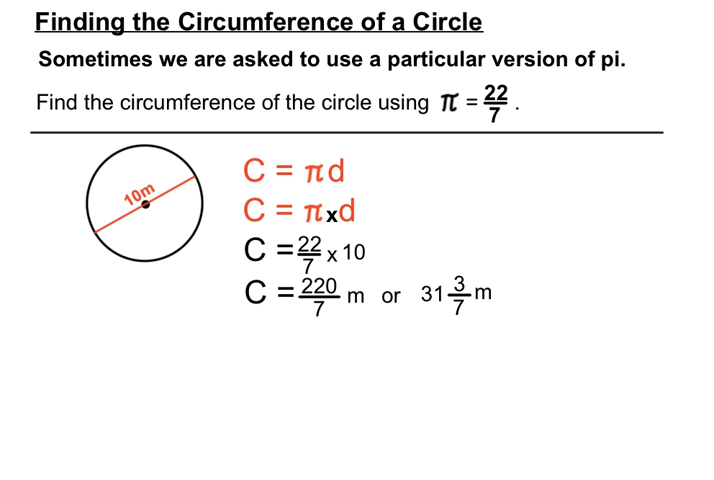 Finding the Circumference of a Circle
Sometimes we are asked to use a particular version of pi.
Find the circumference of the circle using π = 22/7 .
10m
C = πd
C = π×d
C = 22/7 x 10
C = 220/7 m or 31 3/7 m